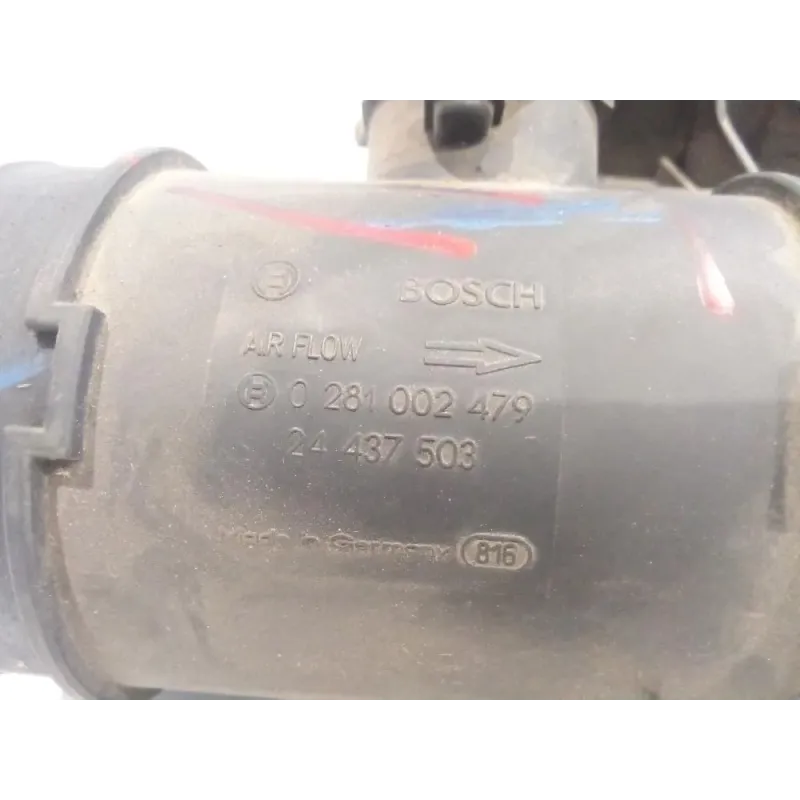 BOSCH
AIR FLOW
0 281 002 479
24 437 503
Made in Germany 816